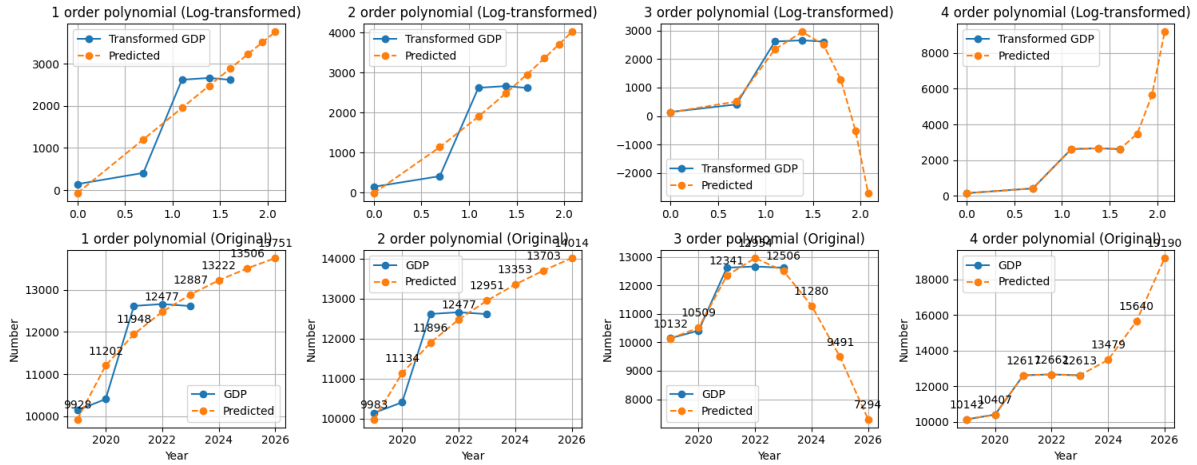 1 order polynomial (Log-transformed)
Transformed GDP
Predicted
3000
2000
1000
0
0.0 0.5 1.0 1.5 2.0
2 order polynomial (Log-transformed)
Transformed GDP
Predicted
4000
3000
2000
1000
0
0.0 0.5 1.0 1.5 2.0
3 order polynomial (Log-transformed)
3000
2000
1000
0
−1000
−2000
Transformed GDP
Predicted
0.0 0.5 1.0 1.5 2.0
4 order polynomial (Log-transformed)
Transformed GDP
Predicted
8000
6000
4000
2000
0
0.0 0.5 1.0 1.5 2.0
1 order polynomial (Original)
Number
13000
12000
11000
10000
9928
11202
11948
12477
12887
13222
13506
13751
GDP
Predicted
2020 2022 2024 2026
Year
2 order polynomial (Original)
GDP
Predicted
Number
14000
13000
12000
11000
10000
9983
11134
11896
12477
12951
13353
13703
14014
2020 2022 2024 2026
Year
3 order polynomial (Original)
Number
13000
12000
11000
10000
9000
8000
10132
10509
12341
12954
12506
11280
9491
7294
GDP
Predicted
2020 2022 2024 2026
Year
4 order polynomial (Original)
GDP
Predicted
Number
18000
16000
14000
12000
10000
10143
10407
12617
12662
12613
13479
15640
19190
2020 2022 2024 2026
Year